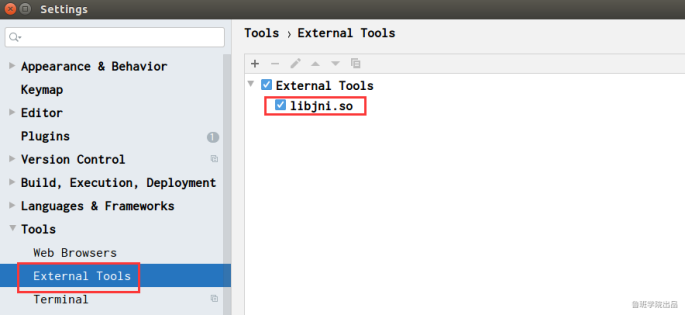 Settings
Tools › External Tools
Appearance & Behavior
Keymap
Editor
Plugins 1
Version Control
Build, Execution, Deployment
Languages & Frameworks
Tools
Web Browsers
External Tools
Terminal
External Tools
libjni.so
鲁班学院出品